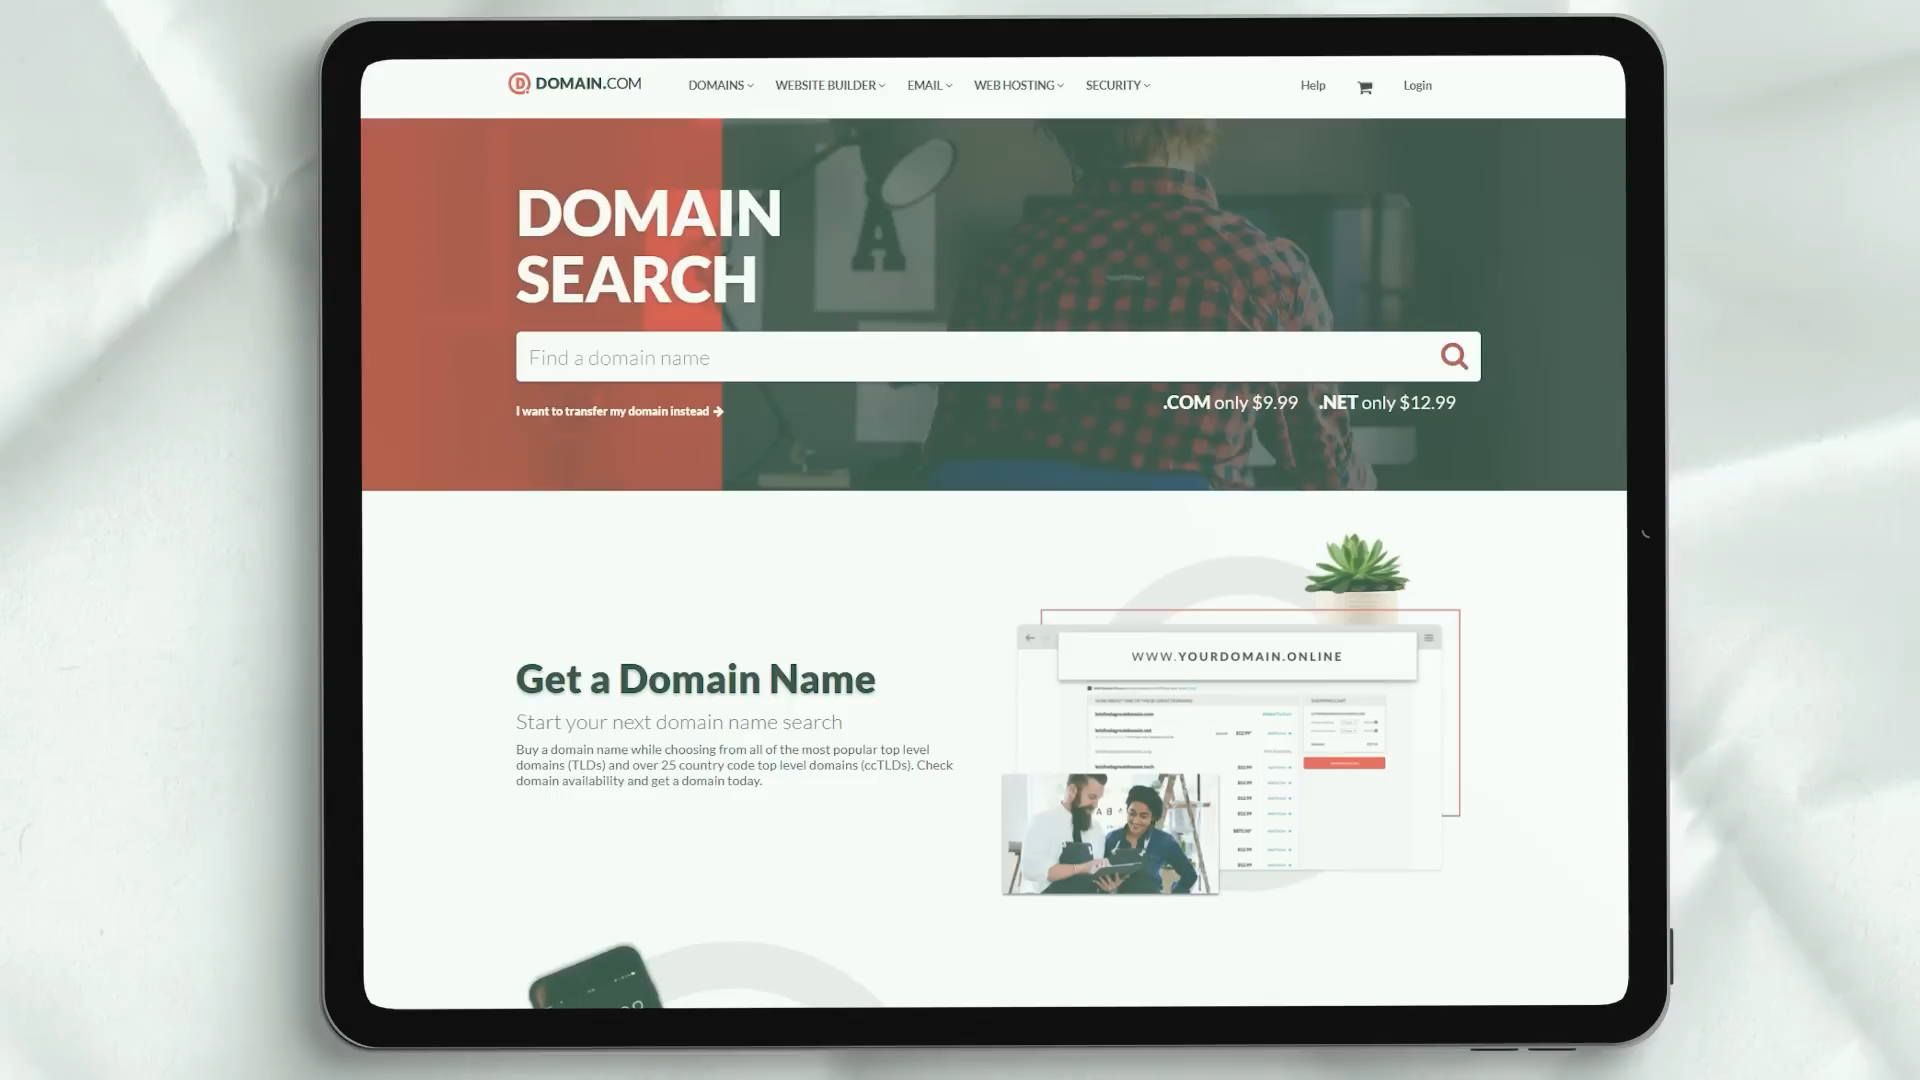 DOMAIN.COM
DOMAINS
WEBSITE BUILDER
EMAIL
WEB HOSTING
SECURITY
Help
Login
DOMAIN
SEARCH
Find a domain name
I want to transfer my domain instead
.COM only $9.99
.NET only $12.99
A
WWW.YOURDOMAIN.ONLINE
Get a Domain Name
Start your next domain name search
Buy a domain name while choosing from all of the most popular top level
domains (TLDs) and over 25 country code top level domains (ccTLDs). Check
domain availability and get a domain today.